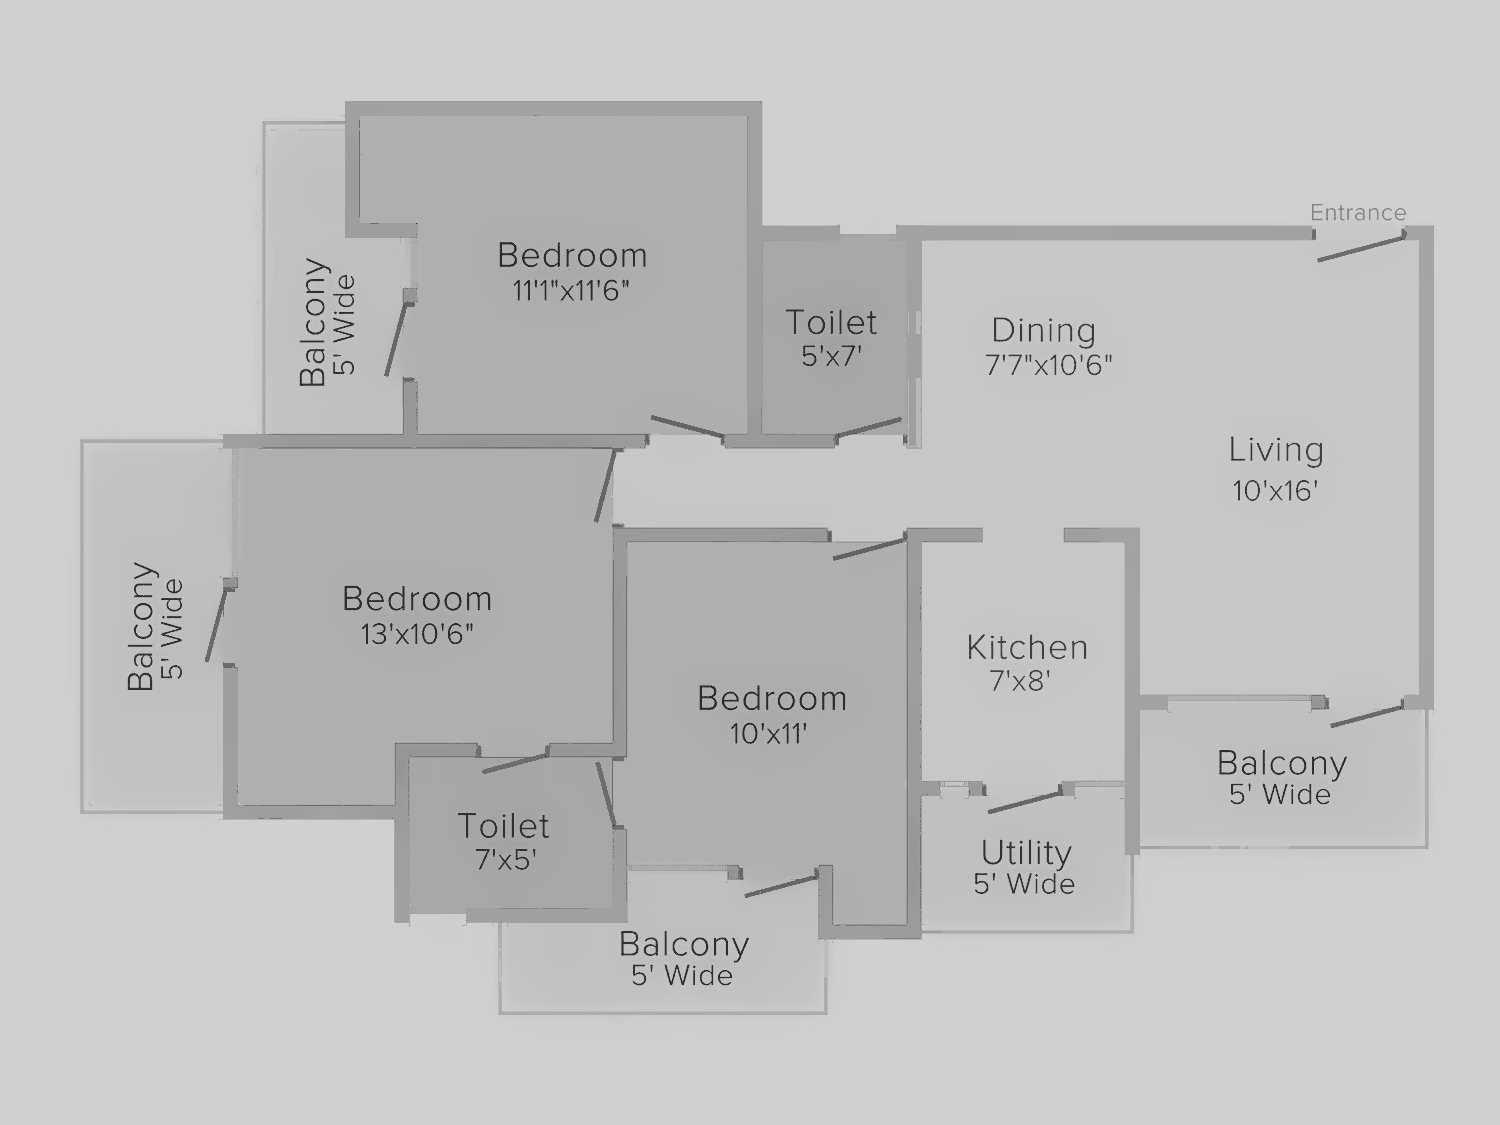 Entrance
Bedroom
11'1"x11'6"
Balcony
5' Wide
Toilet
5'x7'
Dining
7'7"x10'6"
Living
10'x16'
Balcony
5' Wide
Bedroom
13'x10'6"
Bedroom
10'x11'
Kitchen
7'x8'
Balcony
5' Wide
Toilet
7'x5'
Utility
5' Wide
Balcony
5' Wide